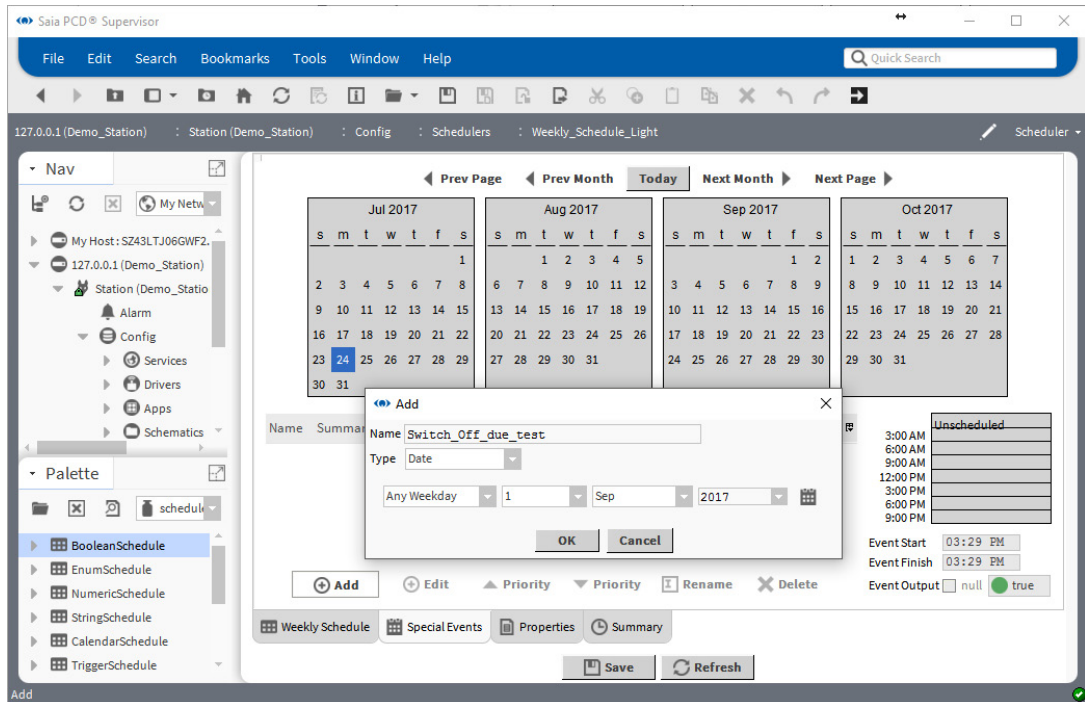 Saia PCD® Supervisor
File Edit Search Bookmarks Tools Window Help
Quick Search
127.0.0.1 (Demo_Station) : Station (Demo_Station) : Config : Schedulers : Weekly_Schedule_Light
Scheduler
Nav
My Netw
My Host : SZ43LTJ06GWF2.
127.0.0.1 (Demo_Station)
Station (Demo_Statio
Alarm
Config
Services
Drivers
Apps
Schematics
Palette
schedul
BooleanSchedule
EnumSchedule
NumericSchedule
StringSchedule
CalendarSchedule
TriggerSchedule
Prev Page Prev Month Today Next Month Next Page
Jul 2017
s m t w t f s
1
2 3 4 5 6 7 8
9 10 11 12 13 14 15
16 17 18 19 20 21 22
23 24 25 26 27 28 29
30 31
Aug 2017
s m t w t f s
1 2 3 4 5
6 7 8 9 10 11 12
13 14 15 16 17 18 19
20 21 22 23 24 25 26
27 28 29 30 31
Sep 2017
s m t w t f s
1 2
3 4 5 6 7 8 9
10 11 12 13 14 15 16
17 18 19 20 21 22 23
24 25 26 27 28 29 30
Oct 2017
s m t w t f s
1 2 3 4 5 6 7
8 9 10 11 12 13 14
15 16 17 18 19 20 21
22 23 24 25 26 27 28
29 30 31
Name Summar
Add
Name Switch_Off_due_test
Type Date
Any Weekday 1 Sep 2017
OK Cancel
Unscheduled
3:00 AM
6:00 AM
9:00 AM
12:00 PM
3:00 PM
6:00 PM
9:00 PM
Event Start 03:29 PM
Event Finish 03:29 PM
Event Output null true
Add Edit Priority Priority Rename Delete
Weekly Schedule Special Events Properties Summary
Save Refresh
Add